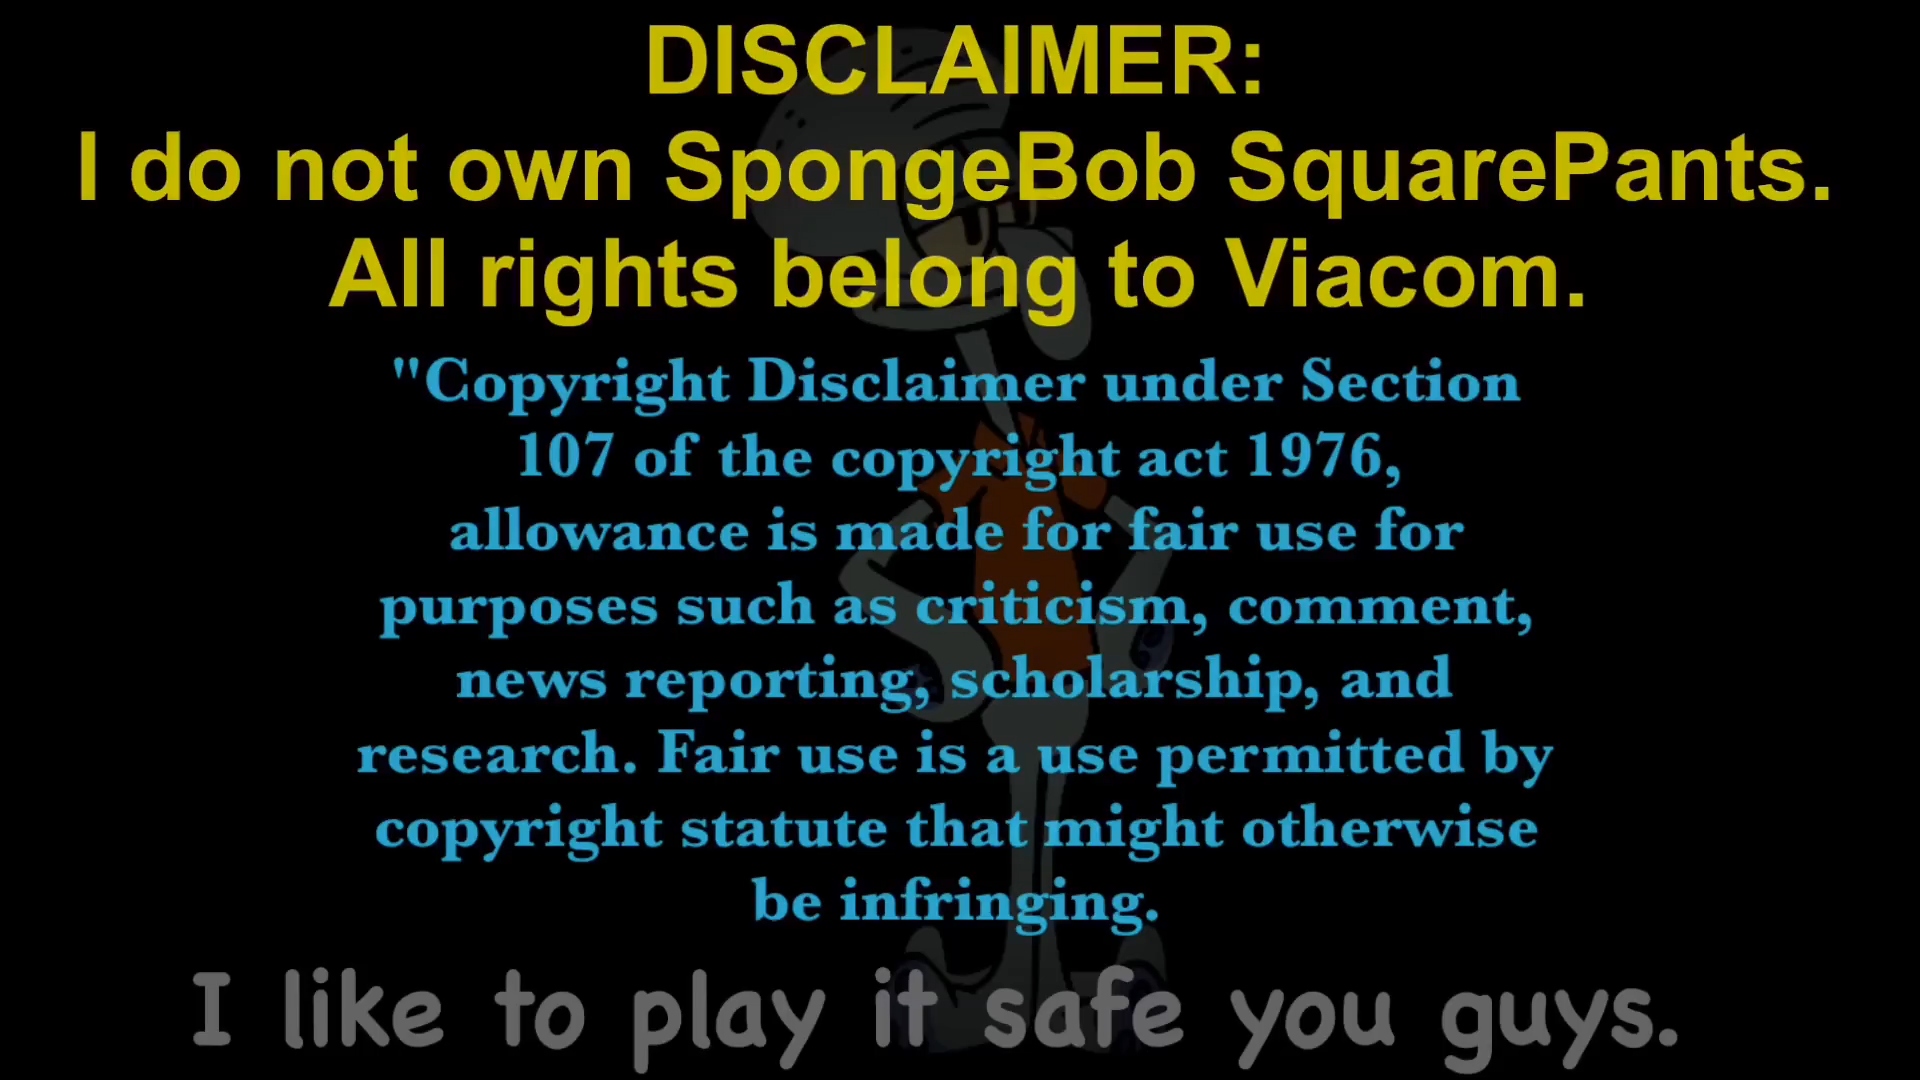 DISCLAIMER:
I do not own SpongeBob SquarePants.
All rights belong to Viacom.
"Copyright Disclaimer under Section
107 of the copyright act 1976,
allowance is made for fair use for
purposes such as criticism, comment,
news reporting, scholarship, and
research. Fair use is a use permitted by
copyright statute that might otherwise
be infringing.
I like to play it safe you guys.